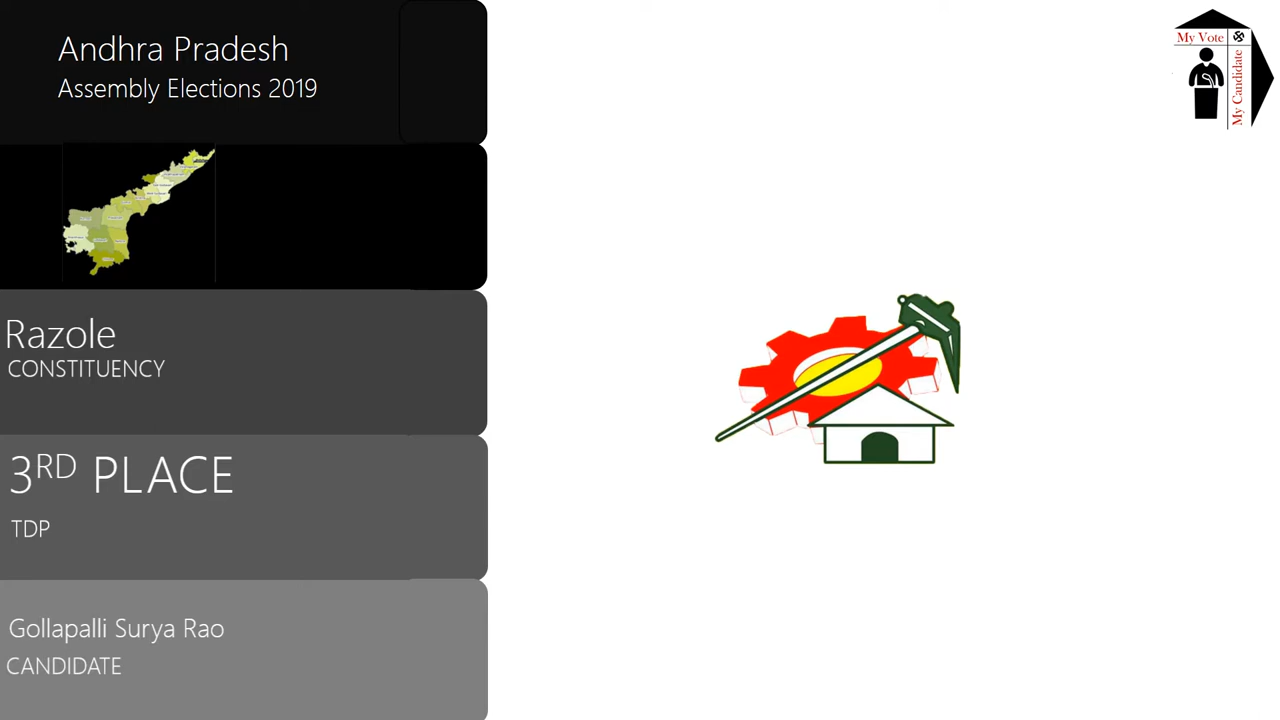 Andhra Pradesh
Assembly Elections 2019
Razole
CONSTITUENCY
3RD PLACE
TDP
Gollapalli Surya Rao
CANDIDATE
My Vote
My Candidate